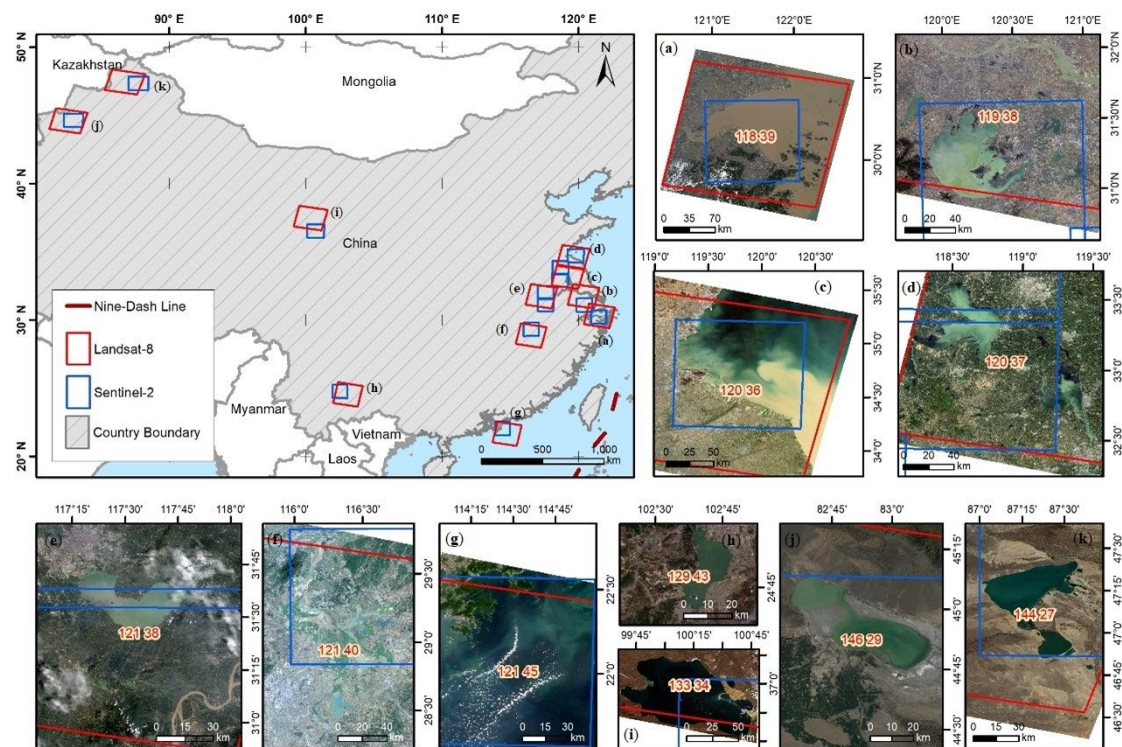 90°E
100°E
110°E
120°E
50°N
40°N
30°N
20°N
Kazakhstan
Mongolia
China
Myanmar
Vietnam
Laos
N
(k)
(j)
(i)
(d)
(c)
(b)
(e)
(a)
(f)
(h)
(g)
Nine-Dash Line
Landsat-8
Sentinel-2
Country Boundary
0 500 1,000
km
90°E
100°E
110°E
120°E
121°0'E
122°0'E
(a)
118 39
31°0'N
30°0'N
0 35 70
km
120°0'E
120°30'E
121°0'E
(b)
119 38
32°0'N
31°30'N
31°0'N
0 20 40
km
119°0'
119°30'
120°0'
120°30'
(c)
120 36
35°30'
35°0'
34°30'
34°0'
0 25 50
km
118°30'
119°0'
119°30'
(d)
120 37
33°30'
33°0'
32°30'
0 20 40
km
117°15'
117°30'
117°45'
118°0'
(e)
121 38
31°45'
31°30'
31°15'
31°0'
0 15 30
km
116°0'
116°30'
(f)
121 40
29°30'
29°0'
28°30'
0 20 40
km
114°15'
114°30'
114°45'
(g)
121 45
22°30'
22°0'
0 15 30
km
102°30'
102°45'
(h)
129 43
24°45'
0 10 20
km
99°45'
100°15'
100°45'
133 34
37°0'
0 25 50
km
(i)
82°45'
83°0'
(j)
146 29
45°15'
45°0'
44°45'
44°30'
0 10 20
km
87°0'
87°15'
87°30'
(k)
144 27
47°30'
47°15'
47°0'
46°45'
46°30'
0 15 30
km